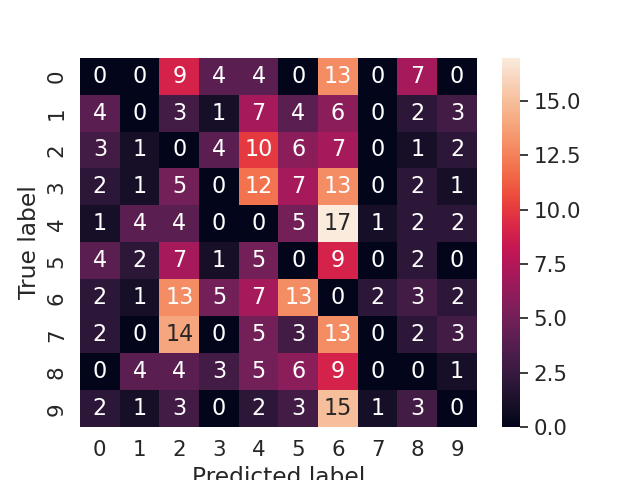 0 0 0 9 4 4 0 13 0 7 0
1 4 0 3 1 7 4 6 0 2 3
2 3 1 0 4 10 6 7 0 1 2
3 2 1 5 0 12 7 13 0 2 1
4 1 4 4 0 0 5 17 1 2 2
5 4 2 7 1 5 0 9 0 2 0
6 2 1 13 5 7 13 0 2 3 2
7 2 0 14 0 5 3 13 0 2 3
8 0 4 4 3 5 6 9 0 0 1
9 2 1 3 0 2 3 15 1 3 0
0 1 2 3 4 5 6 7 8 9
Predicted label
True label
15.0
12.5
10.0
7.5
5.0
2.5
0.0